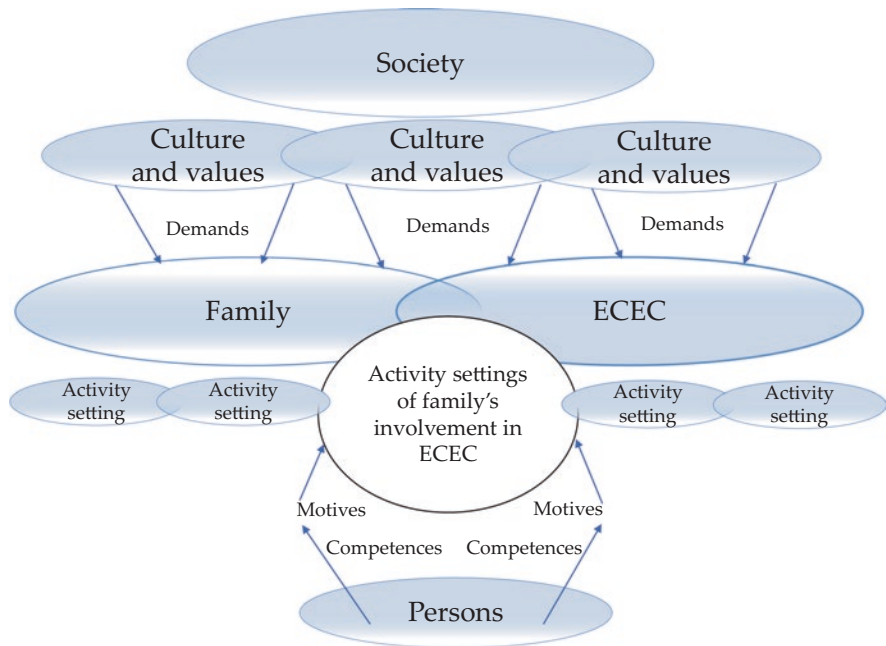 Society
Culture
and values
Culture
and values
Culture
and values
Demands
Demands
Demands
Family
ECEC
Activity
setting
Activity
setting
Activity settings
of family’s
involvement in
ECEC
Activity
setting
Activity
setting
Motives
Motives
Competences
Competences
Persons